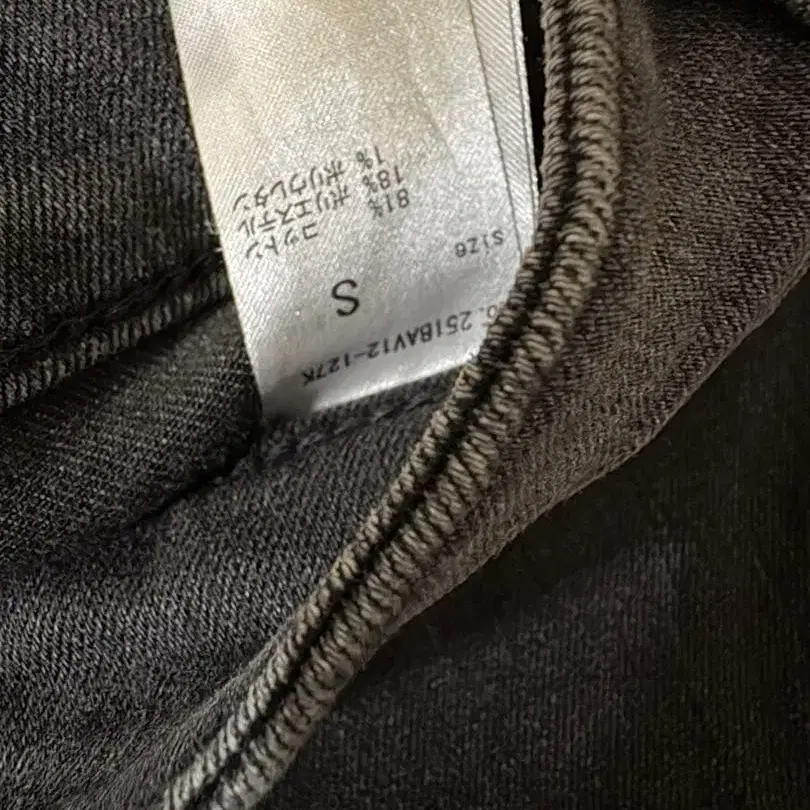 o. 251BAV12-127K
Size S
81% コットン
18% ポリエステル
1% ポリウレタン